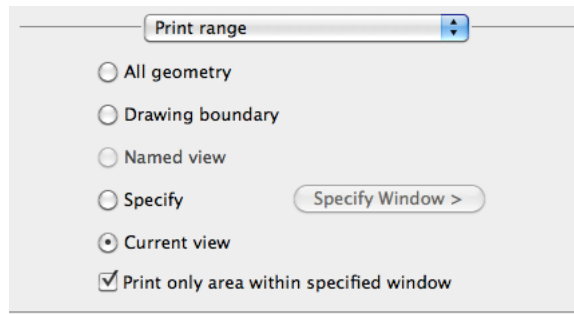 Print range
All geometry
Drawing boundary
Named view
Specify
Specify Window >
Current view
Print only area within specified window